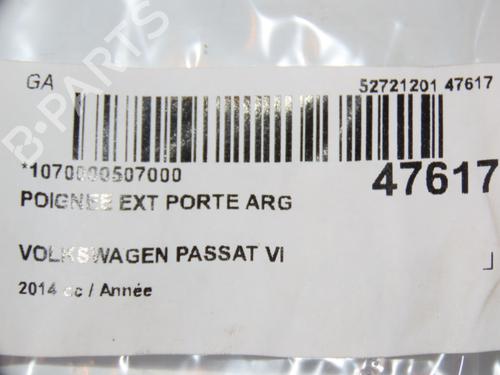 GA
52721201 47617
*1070000507000
47617
POIGNEE EXT PORTE ARG
VOLKSWAGEN PASSAT VI
2014 cc / Année
B-PARTS